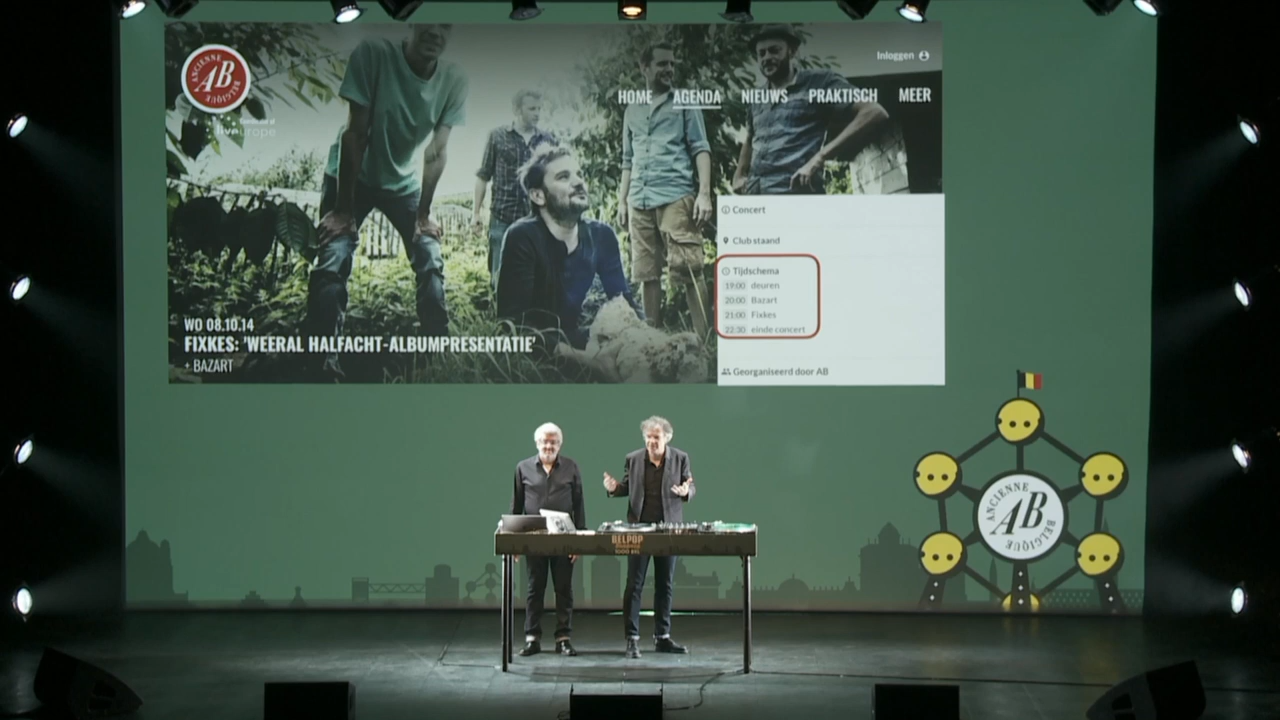 ANCIENNE
AB
BELGIQUE
liveurope
Inloggen
HOME AGENDA NIEUWS PRAKTISCH MEER
Concert
Club staand
Tijdschema
19:00 deuren
20:00 Bazart
21:00 Fixkes
22:30 einde concert
Georganiseerd door AB
WO 08.10.14
FIXKES: 'WEERAL HALFACHT-ALBUMPRESENTATIE'
+ BAZART
BELPOP
ANCIENNE
AB
BELGIQUE